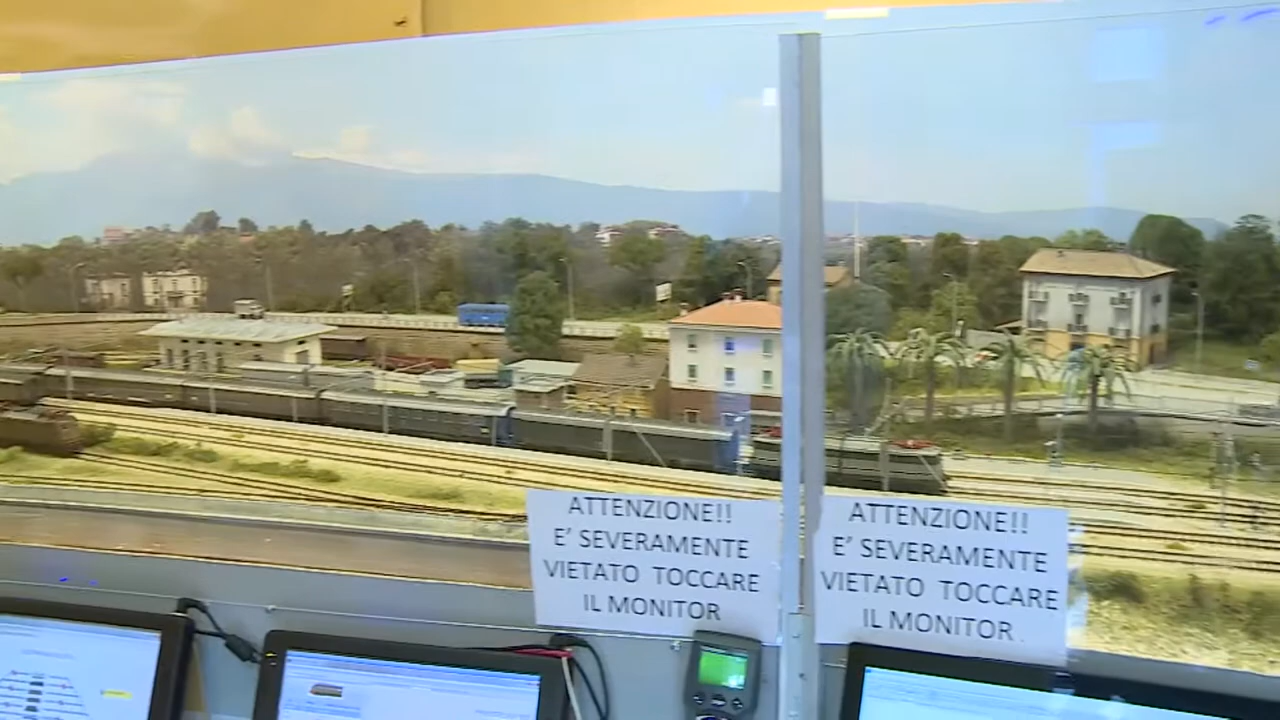 ATTENZIONE!!
E' SEVERAMENTE
VIETATO TOCCARE
IL MONITOR
ATTENZIONE!!
E' SEVERAMENTE
VIETATO TOCCARE
IL MONITOR.